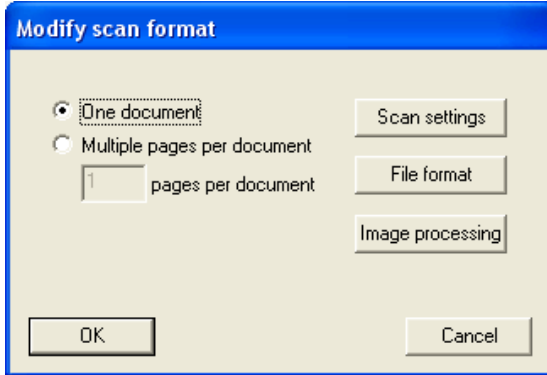 Modify scan format
One document
Scan settings
Multiple pages per document
1 pages per document
File format
Image processing
OK
Cancel